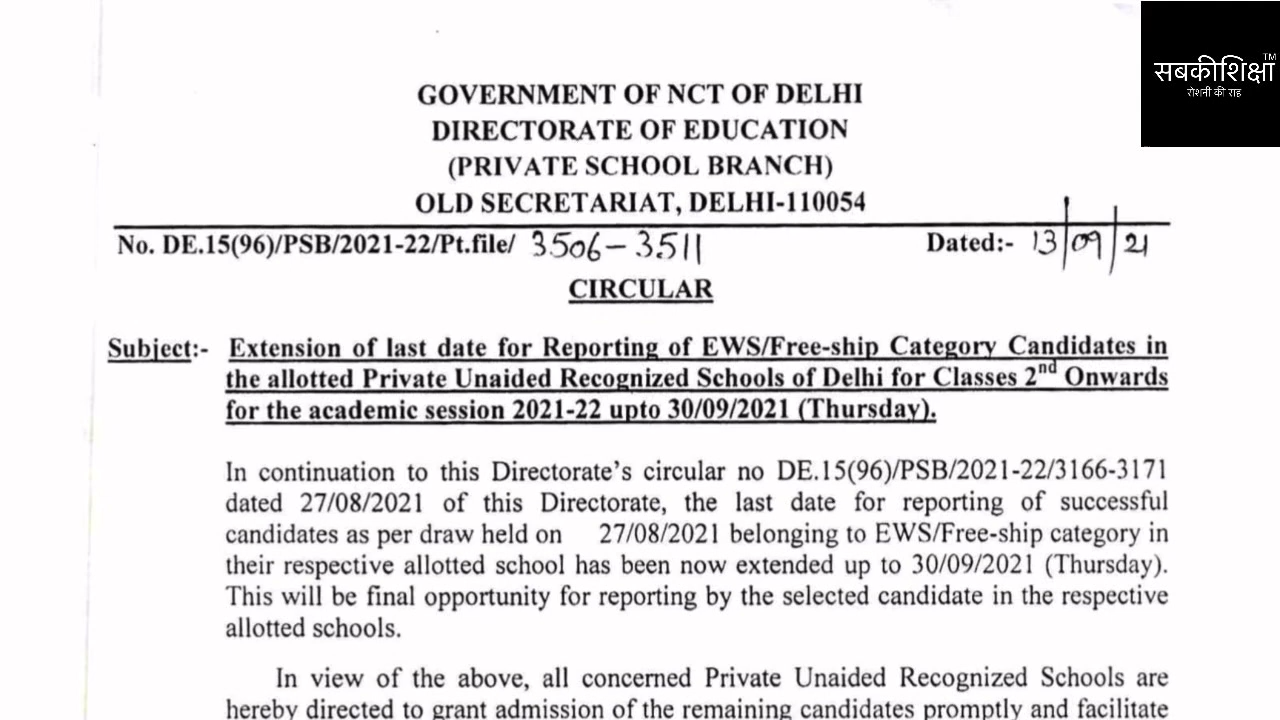 सबकीशिक्षा™
रोशनी की राह
GOVERNMENT OF NCT OF DELHI
DIRECTORATE OF EDUCATION
(PRIVATE SCHOOL BRANCH)
OLD SECRETARIAT, DELHI-110054
No. DE.15(96)/PSB/2021-22/Pt.file/ 3506-3511 Dated:- 13/09/21
CIRCULAR
Subject:- Extension of last date for Reporting of EWS/Free-ship Category Candidates in
the allotted Private Unaided Recognized Schools of Delhi for Classes 2nd Onwards
for the academic session 2021-22 upto 30/09/2021 (Thursday).
In continuation to this Directorate's circular no DE.15(96)/PSB/2021-22/3166-3171
dated 27/08/2021 of this Directorate, the last date for reporting of successful
candidates as per draw held on 27/08/2021 belonging to EWS/Free-ship category in
their respective allotted school has been now extended up to 30/09/2021 (Thursday).
This will be final opportunity for reporting by the selected candidate in the respective
allotted schools.
In view of the above, all concerned Private Unaided Recognized Schools are
hereby directed to grant admission of the remaining candidates promptly and facilitate